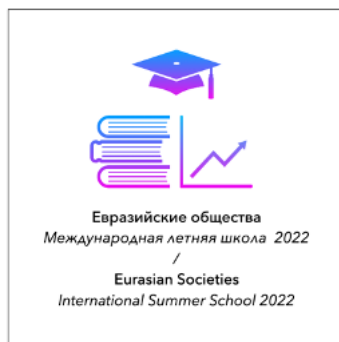 Евразийские общества
Международная летняя школа 2022
/
Eurasian Societies
International Summer School 2022